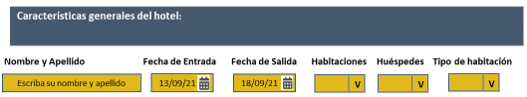 Características generales del hotel:
Nombre y Apellido Fecha de Entrada Fecha de Salida Habitaciones Huéspedes Tipo de habitación
Escriba su nombre y apellido 13/09/21 18/09/21 V V V